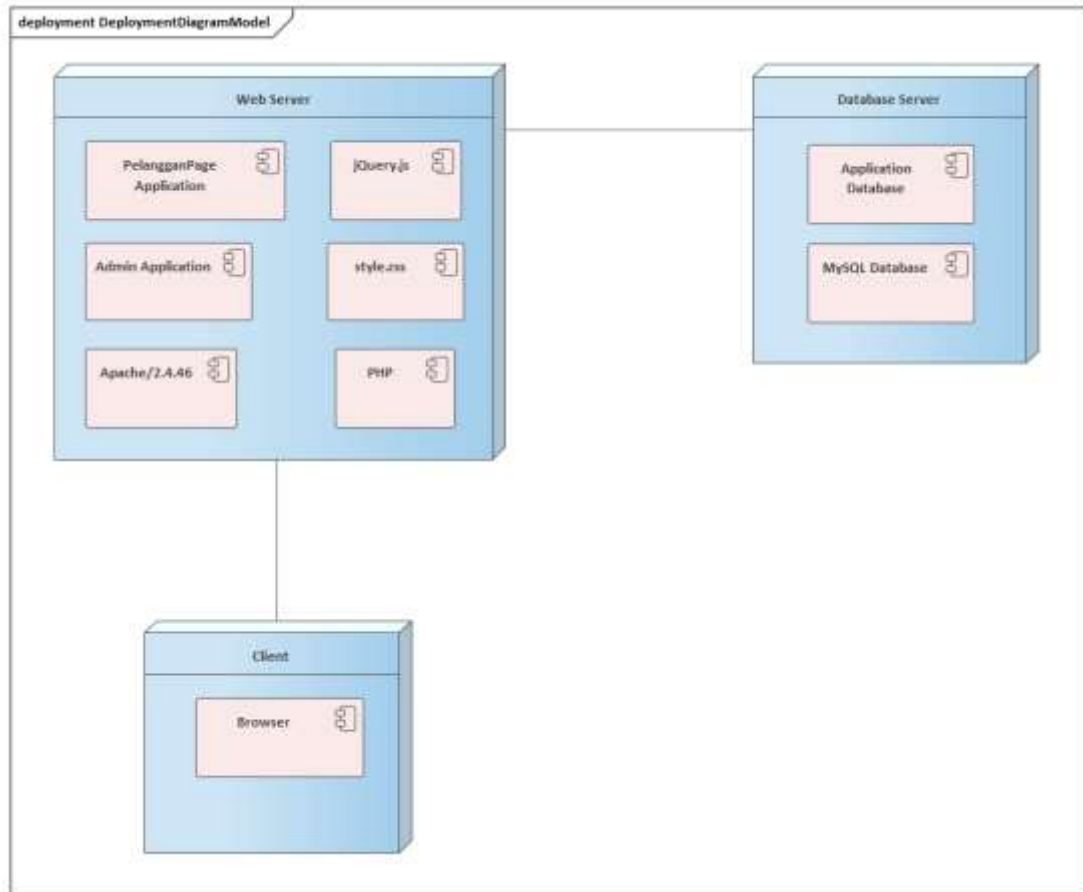 deployment DeploymentDiagramModel
Web Server
PelangganPage
Application
jQuery.js
Admin Application
style.css
Apache/2.4.46
PHP
Database Server
Application
Database
MySQL Database
Client
Browser